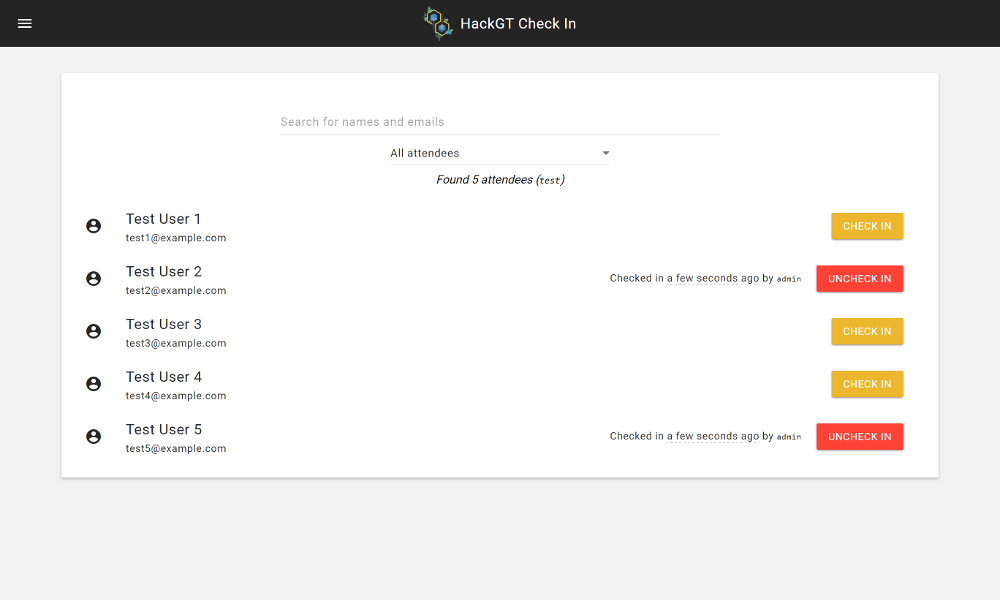 HackGT Check In
Search for names and emails
All attendees
Found 5 attendees (test)
Test User 1
test1@example.com
CHECK IN
Test User 2
test2@example.com
Checked in a few seconds ago by admin
UNCHECK IN
Test User 3
test3@example.com
CHECK IN
Test User 4
test4@example.com
CHECK IN
Test User 5
test5@example.com
Checked in a few seconds ago by admin
UNCHECK IN